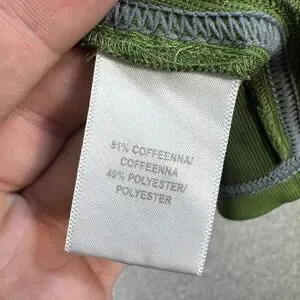 51% COFFEENNA/
COFFEENNA
49% POLYESTER/
POLYESTER